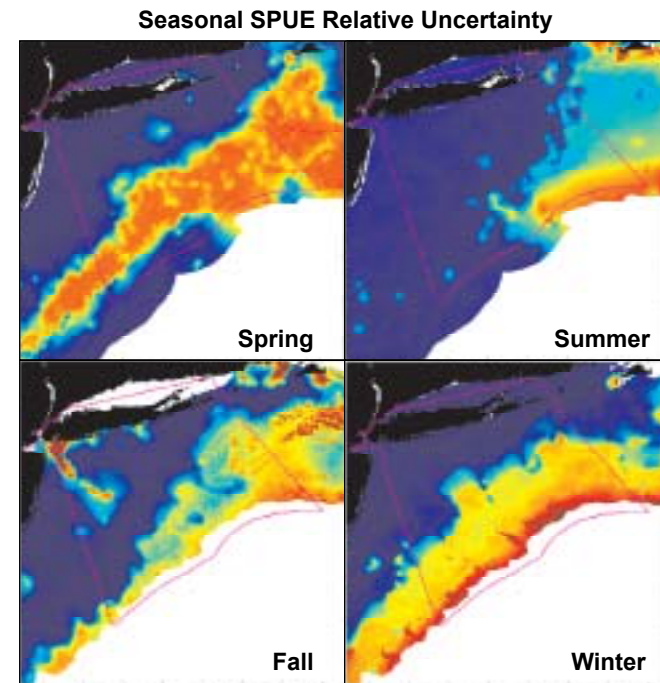 Seasonal SPUE Relative Uncertainty
Spring
Summer
Fall
Winter